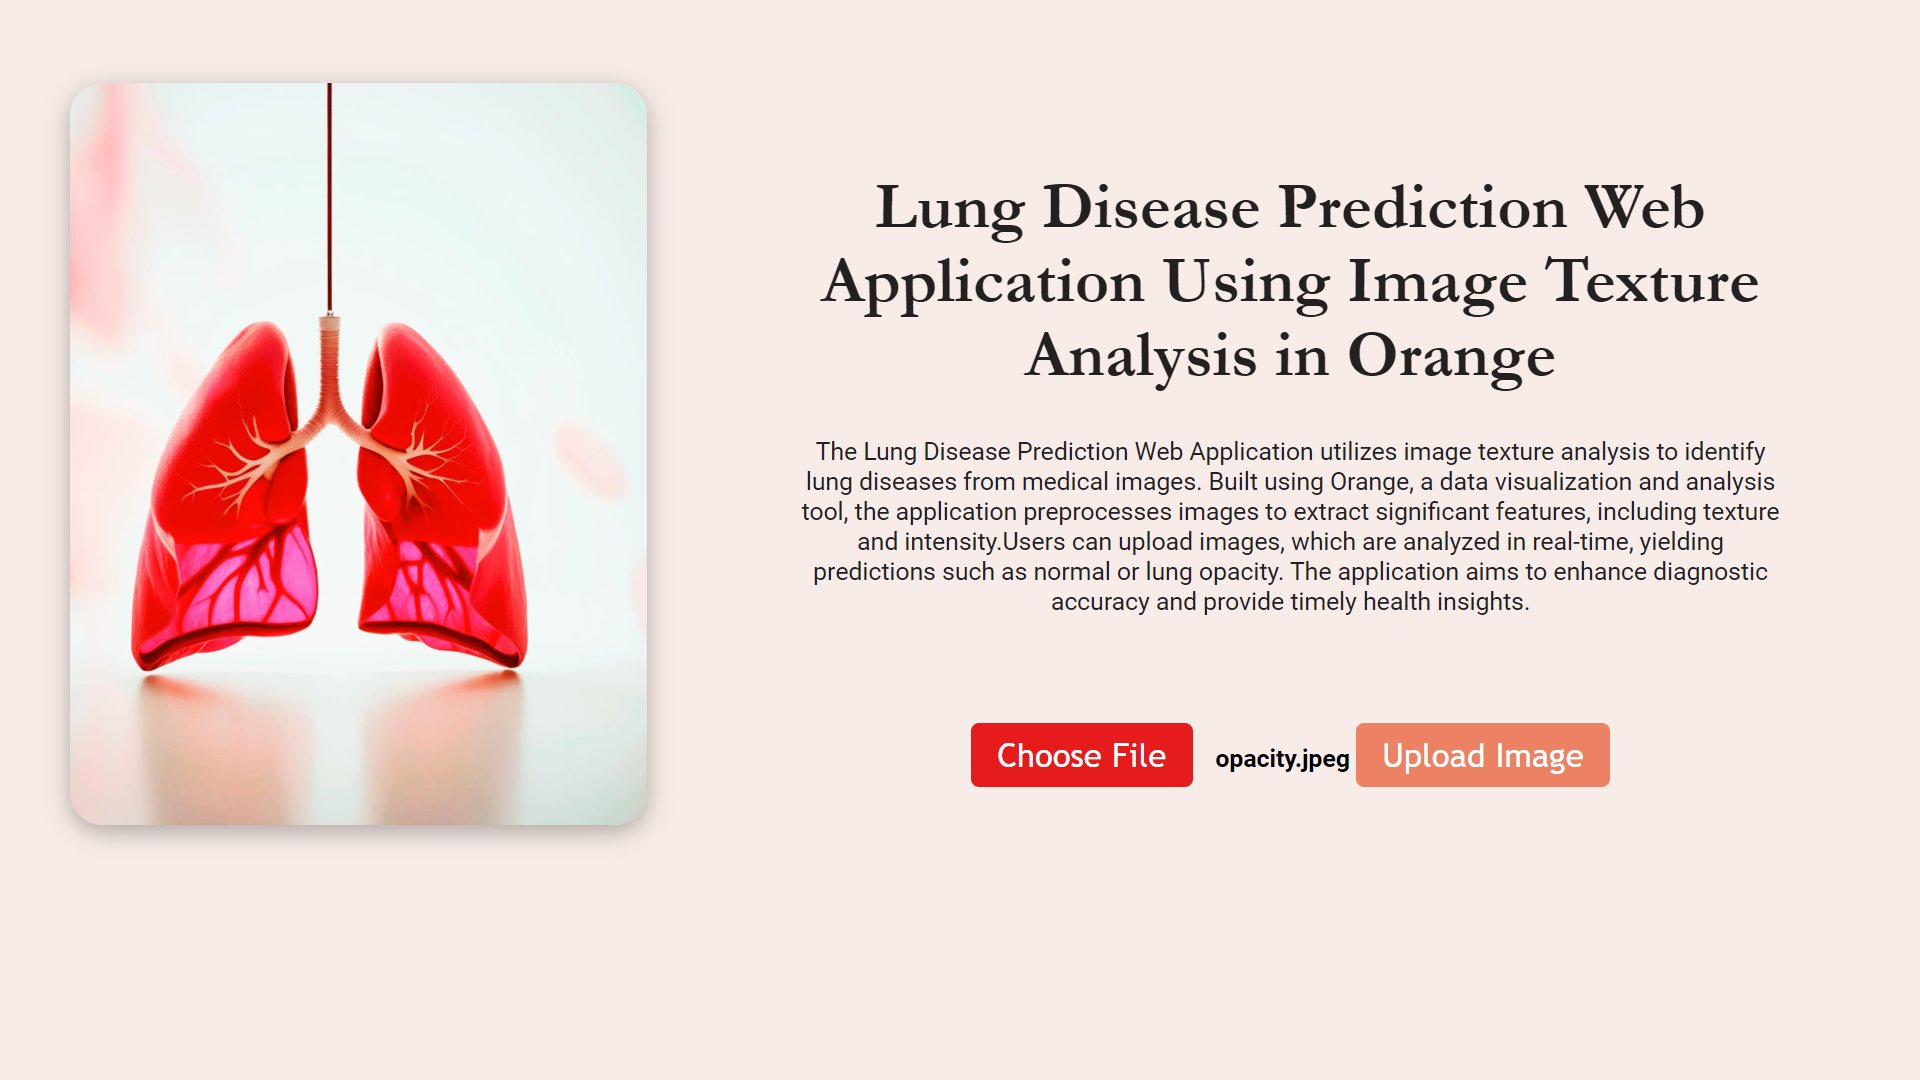 Lung Disease Prediction Web
Application Using Image Texture
Analysis in Orange
The Lung Disease Prediction Web Application utilizes image texture analysis to identify
lung diseases from medical images. Built using Orange, a data visualization and analysis
tool, the application preprocesses images to extract significant features, including texture
and intensity.Users can upload images, which are analyzed in real-time, yielding
predictions such as normal or lung opacity. The application aims to enhance diagnostic
accuracy and provide timely health insights.
Choose File opacity.jpeg Upload Image